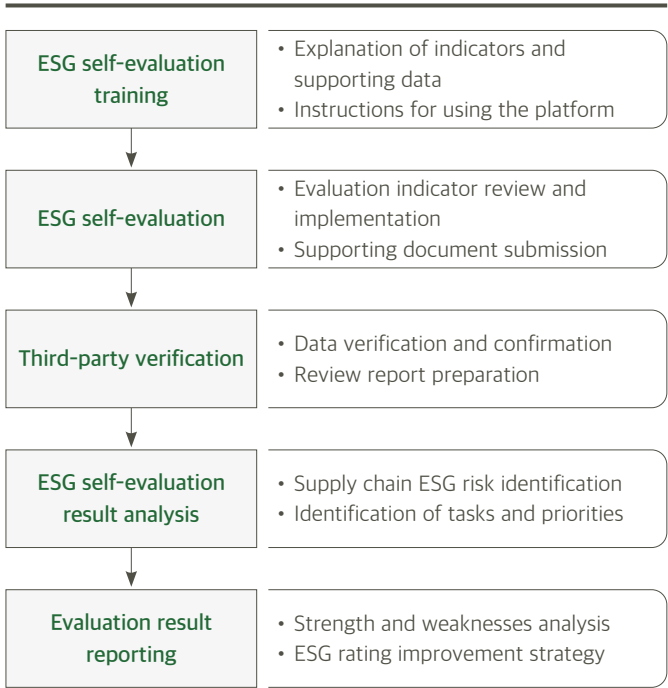 ESG self-evaluation
training
• Explanation of indicators and
supporting data
• Instructions for using the platform
ESG self-evaluation
• Evaluation indicator review and
implementation
• Supporting document submission
Third-party verification
• Data verification and confirmation
• Review report preparation
ESG self-evaluation
result analysis
• Supply chain ESG risk identification
• Identification of tasks and priorities
Evaluation result
reporting
• Strength and weaknesses analysis
• ESG rating improvement strategy